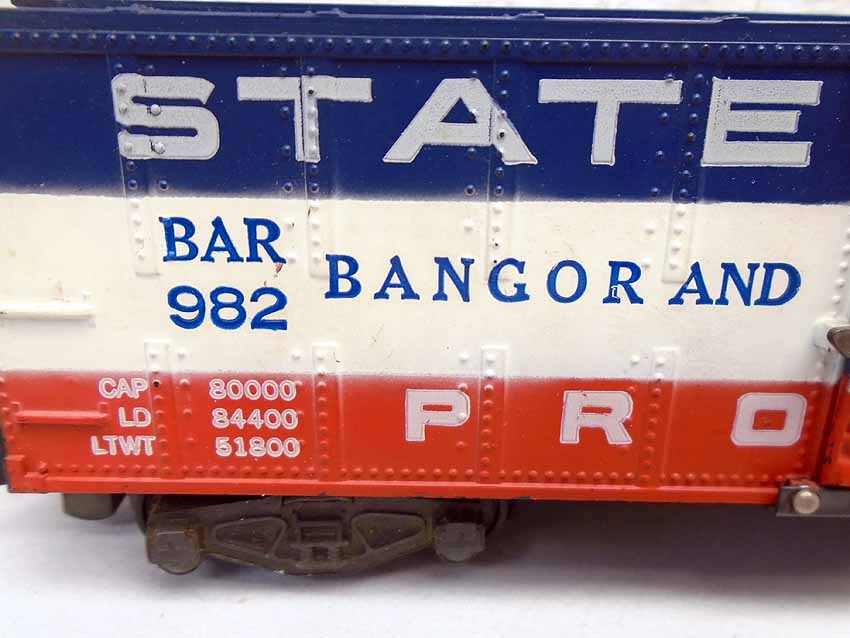 STATE
BAR
982
BANGOR AND
CAP 80000
LD 84400
LTWT 51800
PRO